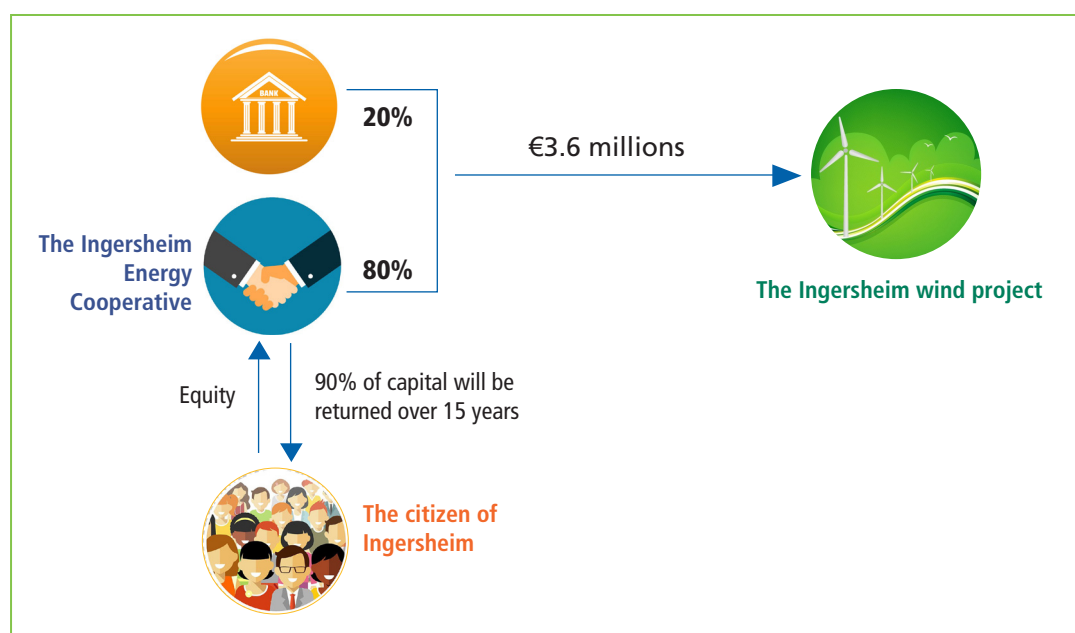 BANK
20%
€3.6 millions
The Ingersheim
Energy
Cooperative
80%
The Ingersheim wind project
Equity
90% of capital will be
returned over 15 years
The citizen of
Ingersheim